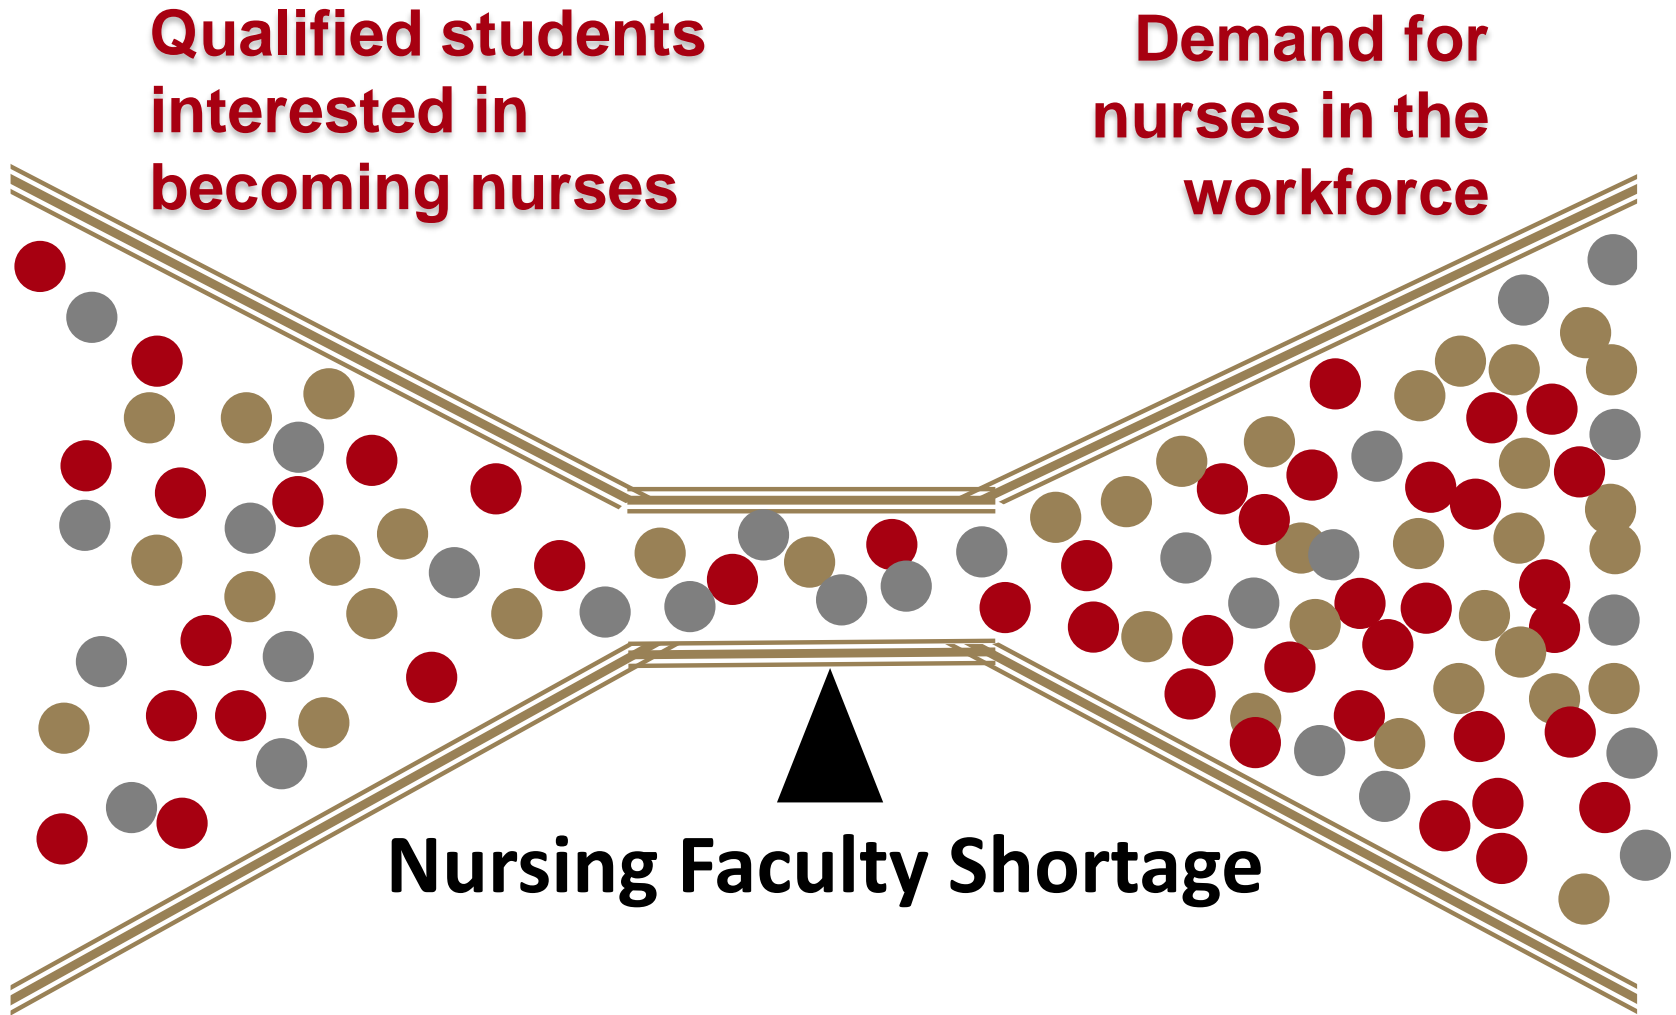 Qualified students
interested in
becoming nurses
Demand for
nurses in the
workforce
Nursing Faculty Shortage